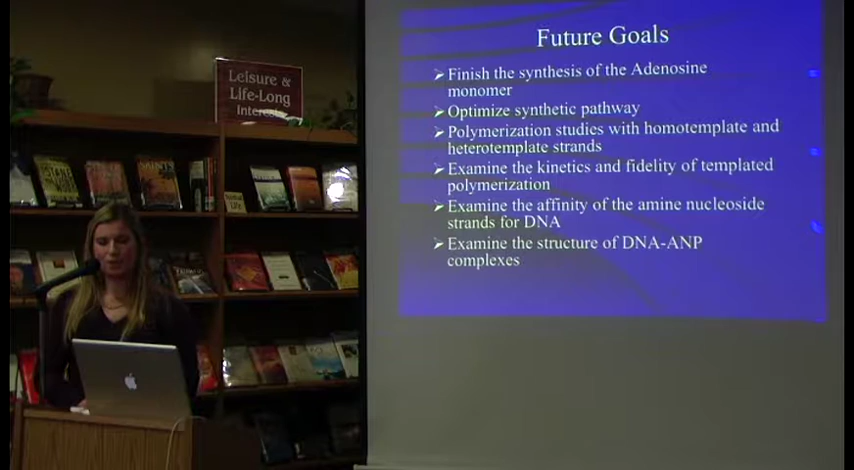 Future Goals
➢ Finish the synthesis of the Adenosine
monomer
➢ Optimize synthetic pathway
➢ Polymerization studies with homotemplate and
heterotemplate strands
➢ Examine the kinetics and fidelity of templated
polymerization
➢ Examine the affinity of the amine nucleoside
strands for DNA
➢ Examine the structure of DNA-ANP
complexes
Leisure &
Life-Long